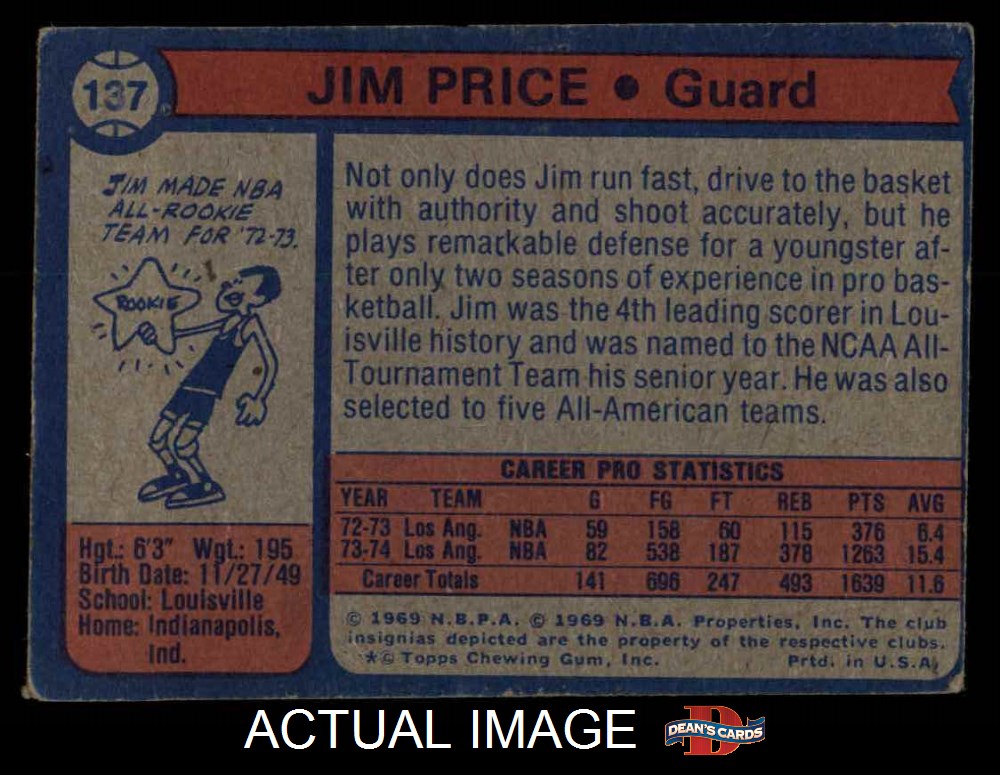 137
JIM PRICE • Guard
JIM MADE NBA
ALL-ROOKIE
TEAM FOR '72-73.
ROOKIE
Hgt.: 6'3" Wgt.: 195
Birth Date: 11/27/49
School: Louisville
Home: Indianapolis,
Ind.
Not only does Jim run fast, drive to the basket
with authority and shoot accurately, but he
plays remackable defense for a youngster af-
ter only two seasons of experience in pro bas-
ketball. Jim was the 4th leading scorer in Lou-
isville history and was named to the NCAA All-
Tournament Team his senior year. He was also
selected to five All-American teams.
CAREER PRO STATISTICS
YEAR TEAM G FG FT REB PTS AVG
72-73 Los Ang. NBA 59 158 60 115 376 6.4
73-74 Los Ang. NBA 82 538 187 378 1263 15.4
Career Totals 141 696 247 493 1639 11.6
© 1969 N.B.P.A. © 1969 N.B.A. Properties, Inc. The club
insignias depicted are the property of the respective clubs.
*© Topps Chewing Gum, Inc. Prtd. in U.S.A.
ACTUAL IMAGE
D
DEAN'S CARDS